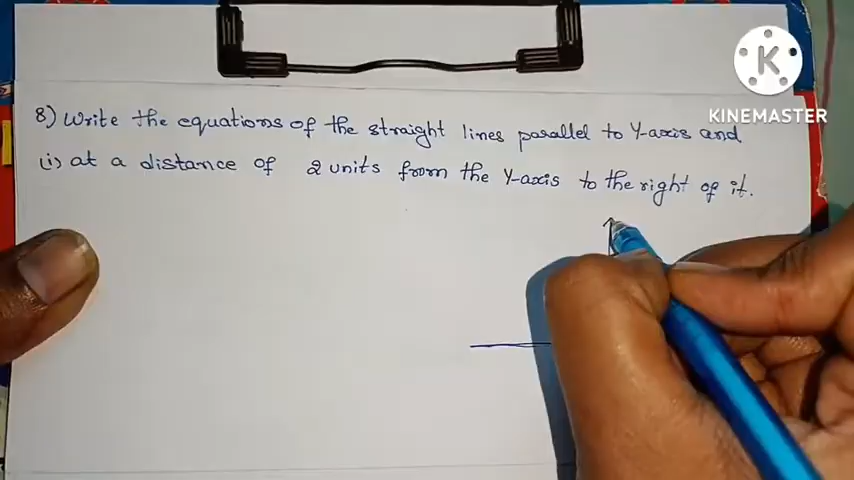 KINEMASTER
8) Write the equations of the straight lines parallel to Y-axis and
(i) at a distance of 2 units from the Y-axis to the right of it.